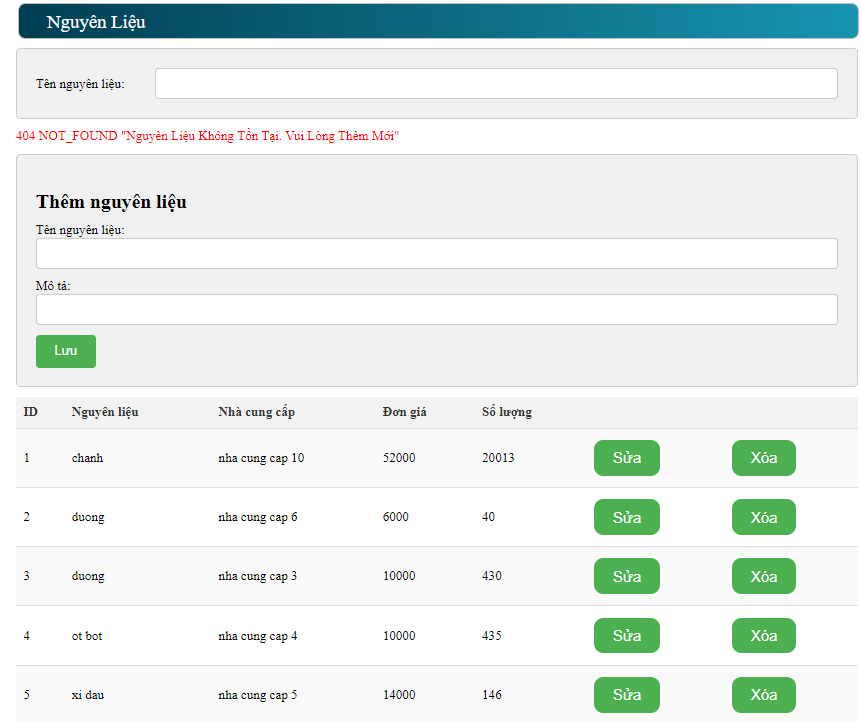 Nguyên Liệu
Tên nguyên liệu:
404 NOT_FOUND "Nguyên Liệu Không Tồn Tại. Vui Lòng Thêm Mới"
Thêm nguyên liệu
Tên nguyên liệu:
Mô tả:
Lưu
ID Nguyên liệu Nhà cung cấp Đơn giá Số lượng
1 chanh nha cung cap 10 52000 20013 Sửa Xóa
2 duong nha cung cap 6 6000 40 Sửa Xóa
3 duong nha cung cap 3 10000 430 Sửa Xóa
4 ot bot nha cung cap 4 10000 435 Sửa Xóa
5 xi dau nha cung cap 5 14000 146 Sửa Xóa